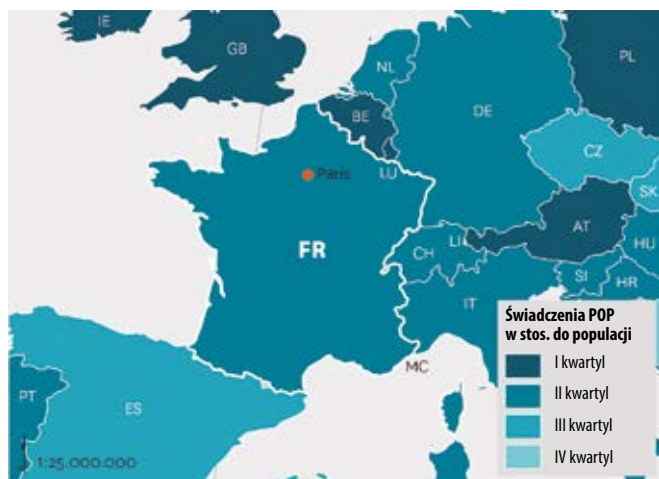 IE
GB
NL
PL
BE
DE
CZ
LU
Paris
SK
FR
AT
LI
HU
CH
SI
HR
IT
MC
PT
ES
1:25.000.000
Świadczenia POP
w stos. do populacji
I kwartyl
II kwartyl
III kwartyl
IV kwartyl